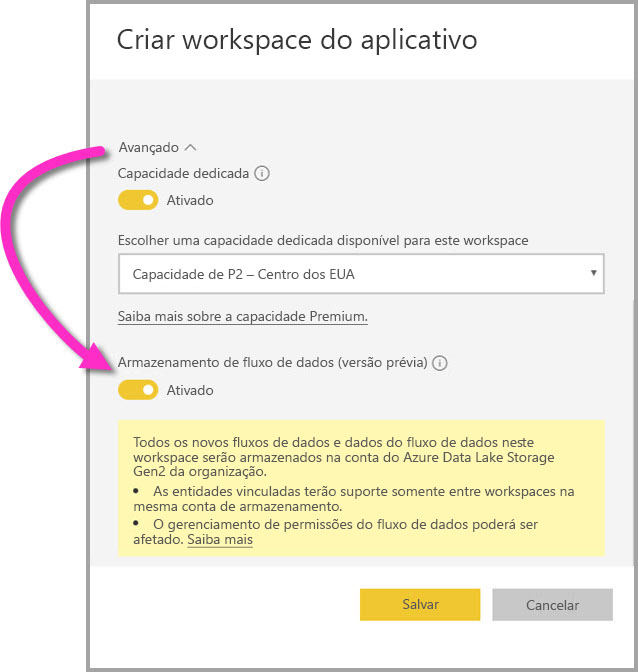 Criar workspace do aplicativo
Avançado
Capacidade dedicada
Ativado
Escolher uma capacidade dedicada disponível para este workspace
Capacidade de P2 – Centro dos EUA
Saiba mais sobre a capacidade Premium.
Armazenamento de fluxo de dados (versão prévia)
Ativado
Todos os novos fluxos de dados e dados do fluxo de dados neste
workspace serão armazenados na conta do Azure Data Lake Storage
Gen2 da organização.
• As entidades vinculadas terão suporte somente entre workspaces na
mesma conta de armazenamento.
• O gerenciamento de permissões do fluxo de dados poderá ser
afetado. Saiba mais
Salvar
Cancelar